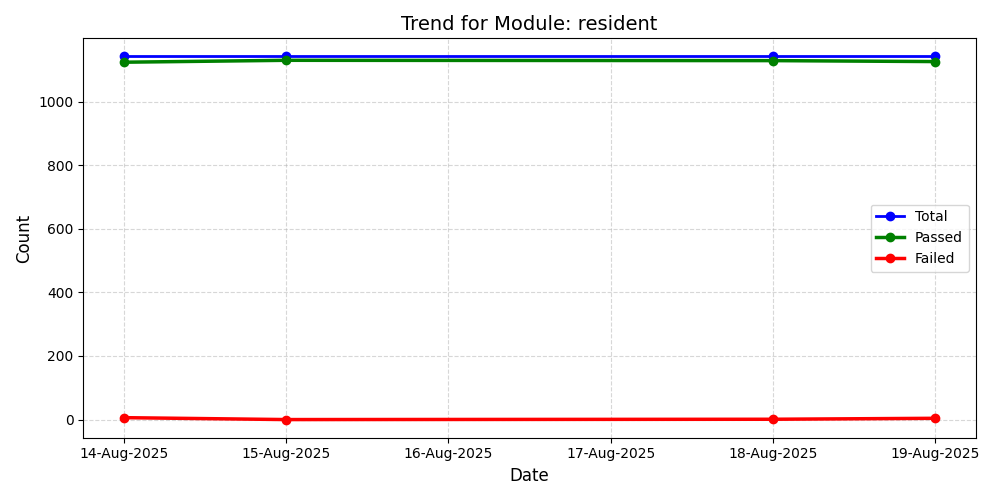 Trend for Module: resident
Count
1000
800
600
400
200
0
Total
Passed
Failed
14-Aug-2025
15-Aug-2025
16-Aug-2025
17-Aug-2025
18-Aug-2025
19-Aug-2025
Date